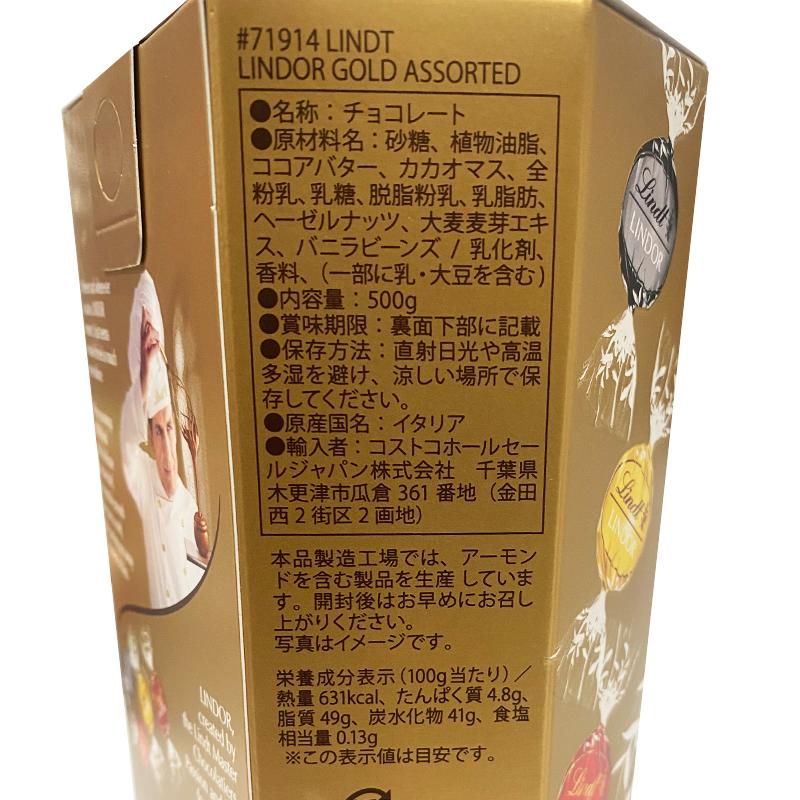 #71914 LINDT
LINDOR GOLD ASSORTED
●名称：チョコレート
●原材料名：砂糖、植物油脂、
ココアバター、カカオマス、全
粉乳、乳糖、脱脂粉乳、乳脂肪、
ヘーゼルナッツ、大麦麦芽エキ
ス、バニラビーンズ / 乳化剤、
香料、（一部に乳・大豆を含む）
●内容量：500g
●賞味期限：裏面下部に記載
●保存方法：直射日光や高温
多湿を避け、涼しい場所で保
存してください。
●原産国名：イタリア
●輸入者：コストコホールセー
ルジャパン株式会社 千葉県
木更津市瓜倉 361 番地（金田
西 2 街区 2 画地）
本品製造工場では、アーモン
ドを含む製品を生産 していま
す。開封後はお早めにお召し
上がりください。
写真はイメージです。
栄養成分表示（100g当たり）／
熱量 631kcal、たんぱく質 4.8g、
脂質 49g、炭水化物 41g、食塩
相当量 0.13g
※この表示値は目安です。
Lindt
LINDOR
Lindt
LINDOR
Lindt
LINDOR,
created by
the Lindt Master
Chocolatiers
Passion and